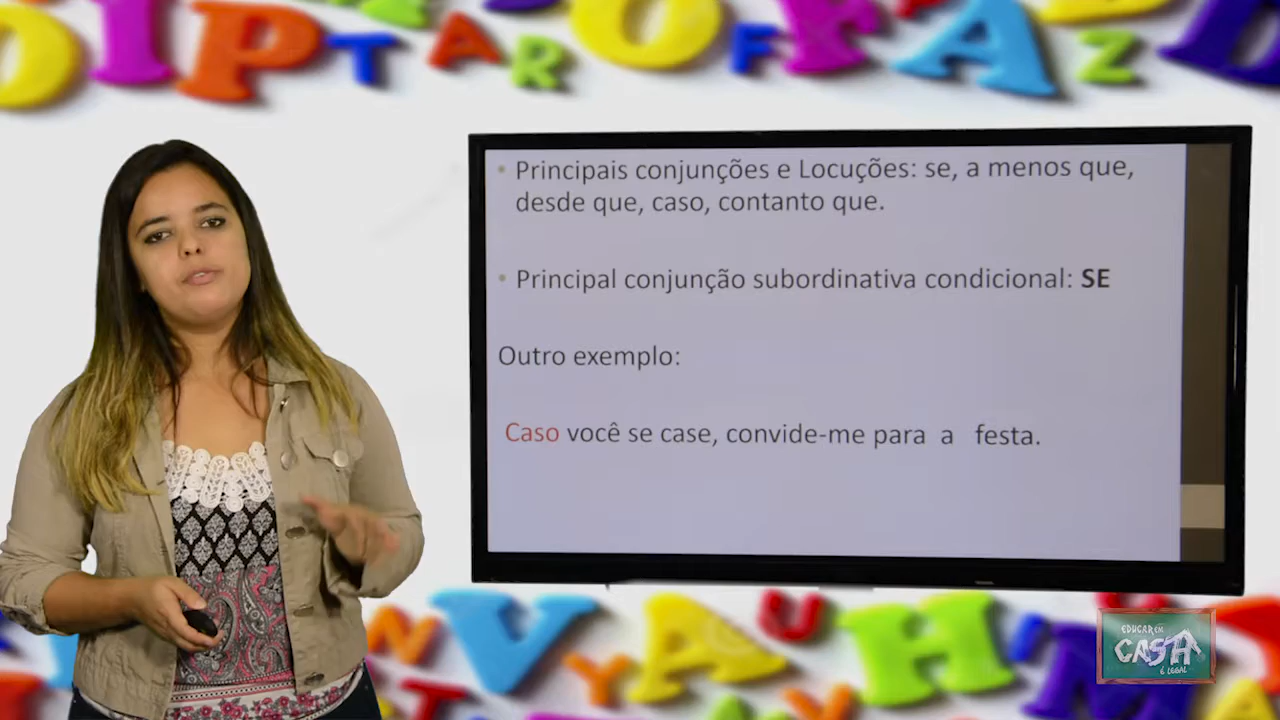 • Principais conjunções e Locuções: se, a menos que,
desde que, caso, contanto que.
• Principal conjunção subordinativa condicional: SE
Outro exemplo:
Caso você se case, convide-me para a festa.
EDUCAR EM
CASA
É LEGAL